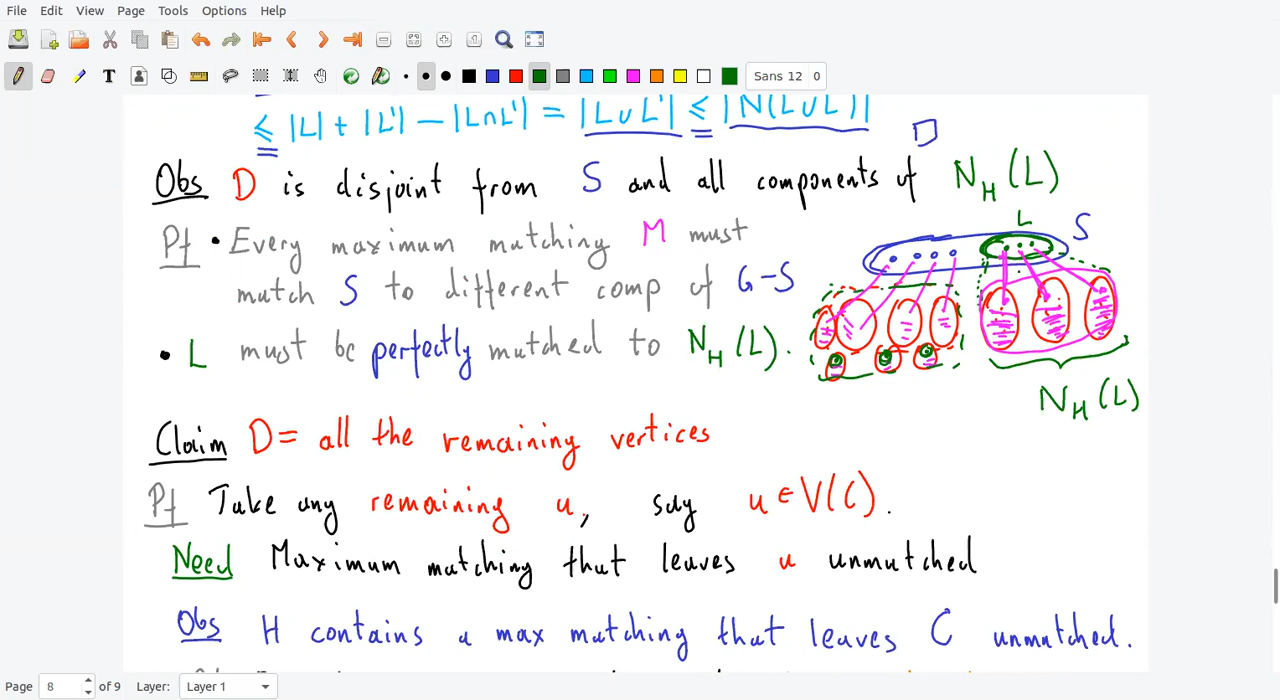 File Edit View Page Tools Options Help
Sans 12 0
≤ |L| + |L'| - |L∩L'| = |L∪L'| ≤ |N(L∪L')|
Obs D is disjoint from S and all components of N_H(L)
Pf • Every maximum matching M must
match S to different comp of G-S
• L must be perfectly matched to N_H(L).
L S
N_H(L)
Claim D = all the remaining vertices
Pf Take any remaining u, say u ∈ V(C).
Need Maximum matching that leaves u unmatched
Obs H contains a max matching that leaves C unmatched.
Page 8 of 9 Layer: Layer 1